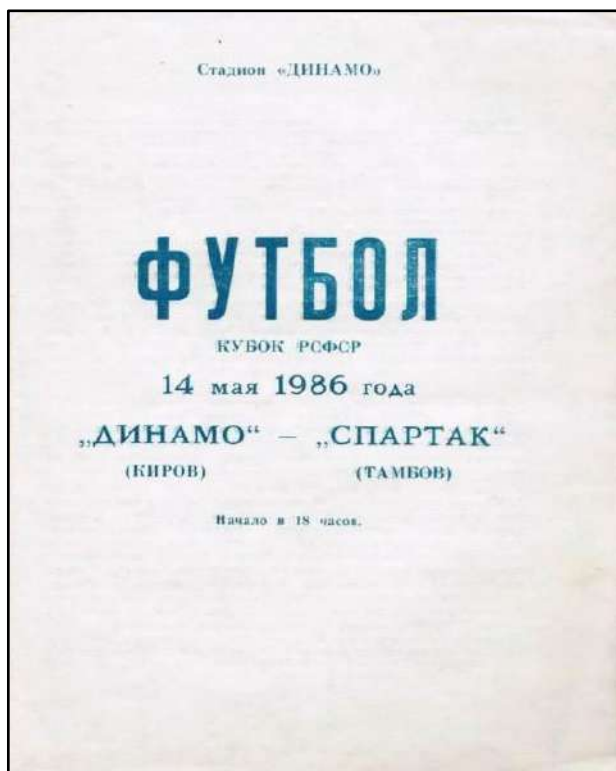 Стадион «ДИНАМО»
ФУТБОЛ
КУБОК РСФСР
14 мая 1986 года
„ДИНАМО“ – „СПАРТАК“
(КИРОВ) (ТАМБОВ)
Начало в 18 часов.